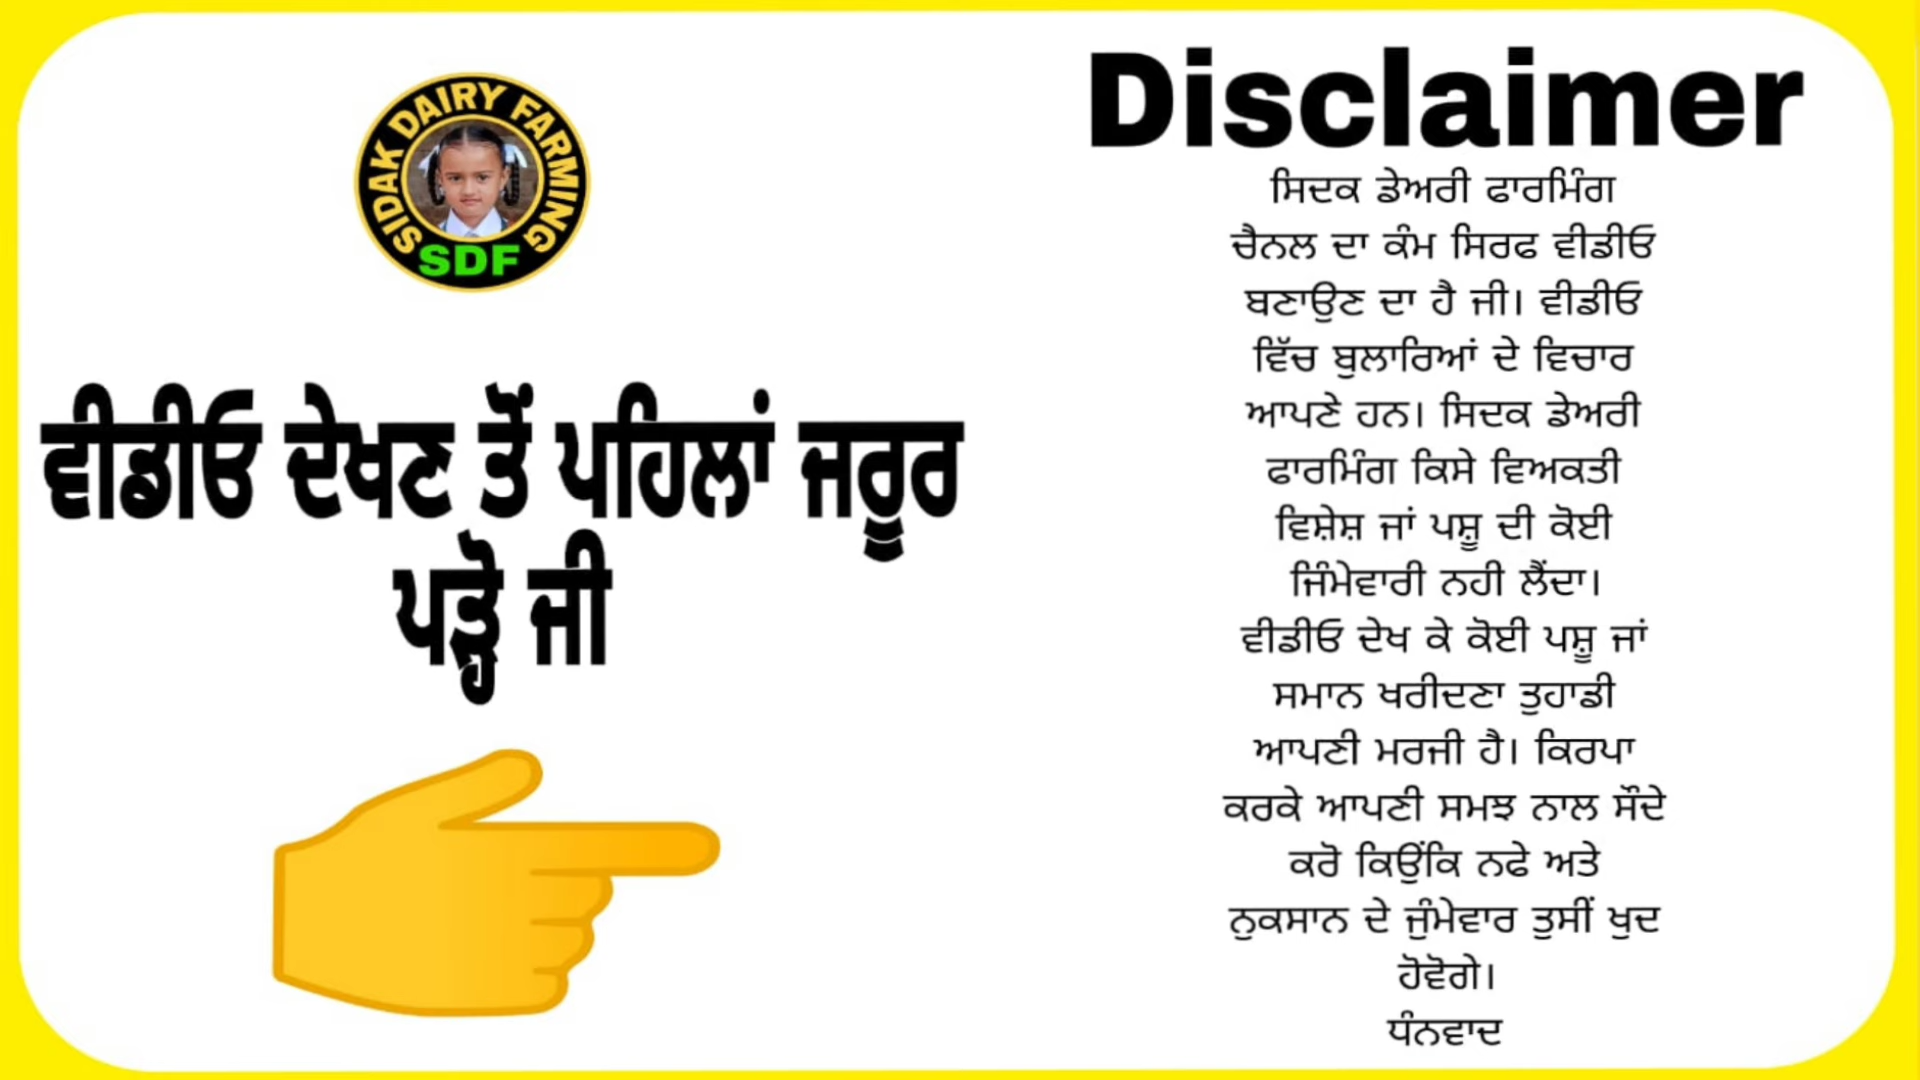 SIDAK DAIRY FARMING
SDF
ਵੀਡੀਓ ਦੇਖਣ ਤੋਂ ਪਹਿਲਾਂ ਜਰੂਰ
ਪੜ੍ਹੋ ਜੀ
Disclaimer
ਸਿਦਕ ਡੇਅਰੀ ਫਾਰਮਿੰਗ
ਚੈਨਲ ਦਾ ਕੰਮ ਸਿਰਫ ਵੀਡੀਓ
ਬਣਾਉਣ ਦਾ ਹੈ ਜੀ। ਵੀਡੀਓ
ਵਿੱਚ ਬੁਲਾਰਿਆਂ ਦੇ ਵਿਚਾਰ
ਆਪਣੇ ਹਨ। ਸਿਦਕ ਡੇਅਰੀ
ਫਾਰਮਿੰਗ ਕਿਸੇ ਵਿਅਕਤੀ
ਵਿਸ਼ੇਸ਼ ਜਾਂ ਪਸ਼ੂ ਦੀ ਕੋਈ
ਜਿੰਮੇਵਾਰੀ ਨਹੀ ਲੈਂਦਾ।
ਵੀਡੀਓ ਦੇਖ ਕੇ ਕੋਈ ਪਸ਼ੂ ਜਾਂ
ਸਮਾਨ ਖਰੀਦਣਾ ਤੁਹਾਡੀ
ਆਪਣੀ ਮਰਜੀ ਹੈ। ਕਿਰਪਾ
ਕਰਕੇ ਆਪਣੀ ਸਮਝ ਨਾਲ ਸੌਦੇ
ਕਰੋ ਕਿਉਂਕਿ ਨਫੇ ਅਤੇ
ਨੁਕਸਾਨ ਦੇ ਜੁੰਮੇਵਾਰ ਤੁਸੀਂ ਖੁਦ
ਹੋਵੋਗੇ।
ਧੰਨਵਾਦ